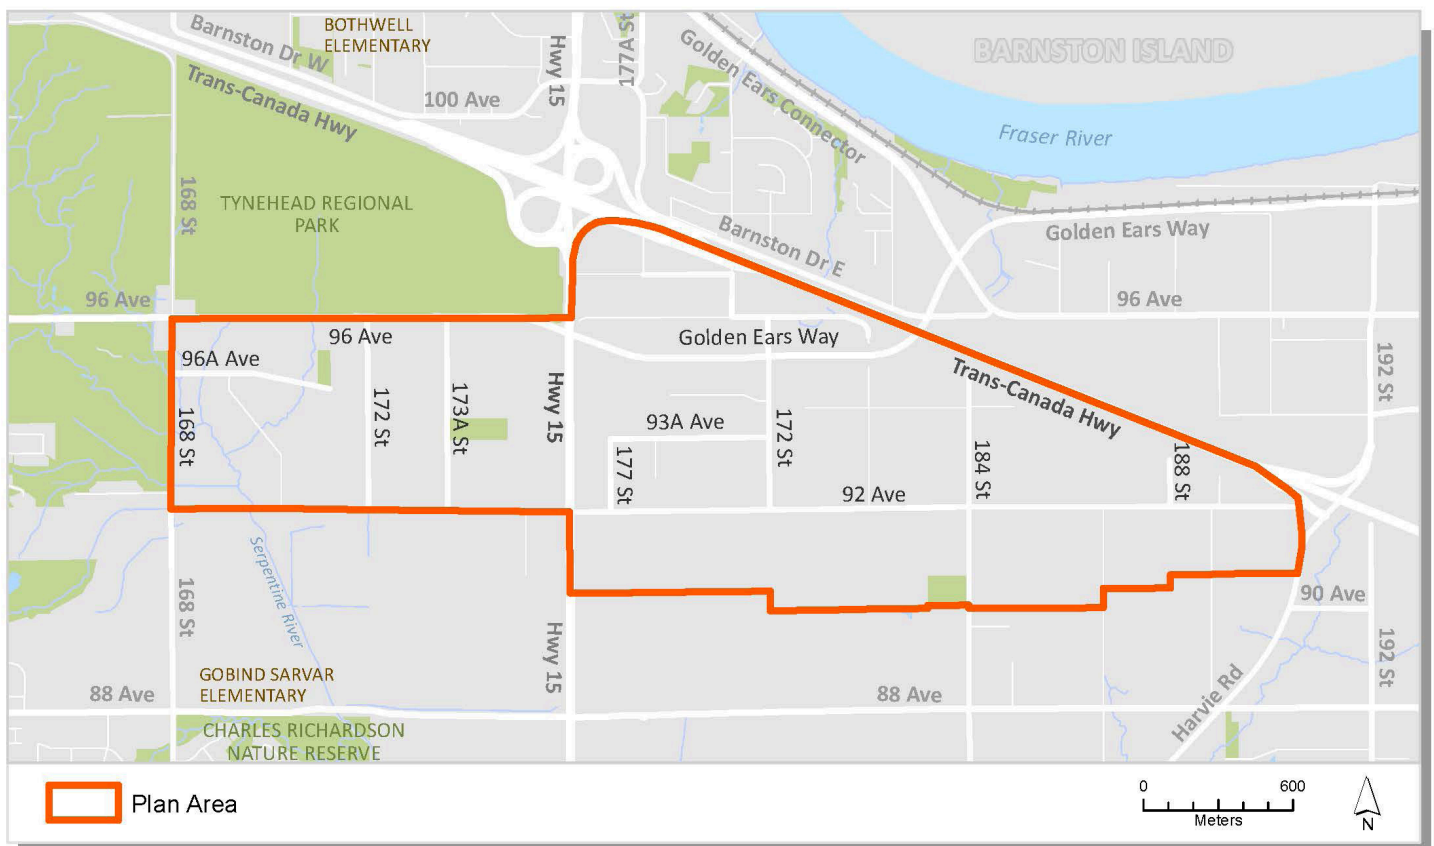 BOTHWELL
ELEMENTARY
Barnston Dr W
Hwy 15
177A St
Golden Ears Connector
BARNSTON ISLAND
Trans-Canada Hwy
100 Ave
Fraser River
168 St
TYNEHEAD REGIONAL
PARK
Barnston Dr E
Golden Ears Way
96 Ave
96 Ave
96 Ave
Golden Ears Way
96A Ave
Trans-Canada Hwy
192 St
168 St
172 St
173A St
Hwy 15
93A Ave
172 St
177 St
184 St
188 St
92 Ave
Serpentine River
168 St
90 Ave
Hwy 15
192 St
GOBIND SARVAR
ELEMENTARY
88 Ave
88 Ave
Harvie Rd
CHARLES RICHARDSON
NATURE RESERVE
Plan Area
0 600
Meters
N